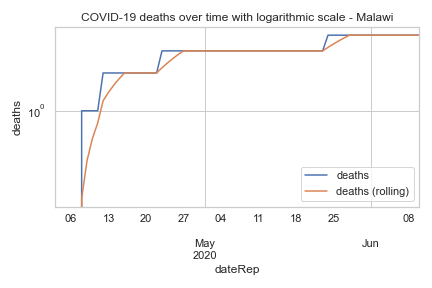 COVID-19 deaths over time with logarithmic scale - Malawi
deaths
10⁰
deaths
deaths (rolling)
06 13 20 27 04 11 18 25 08
May Jun
2020
dateRep